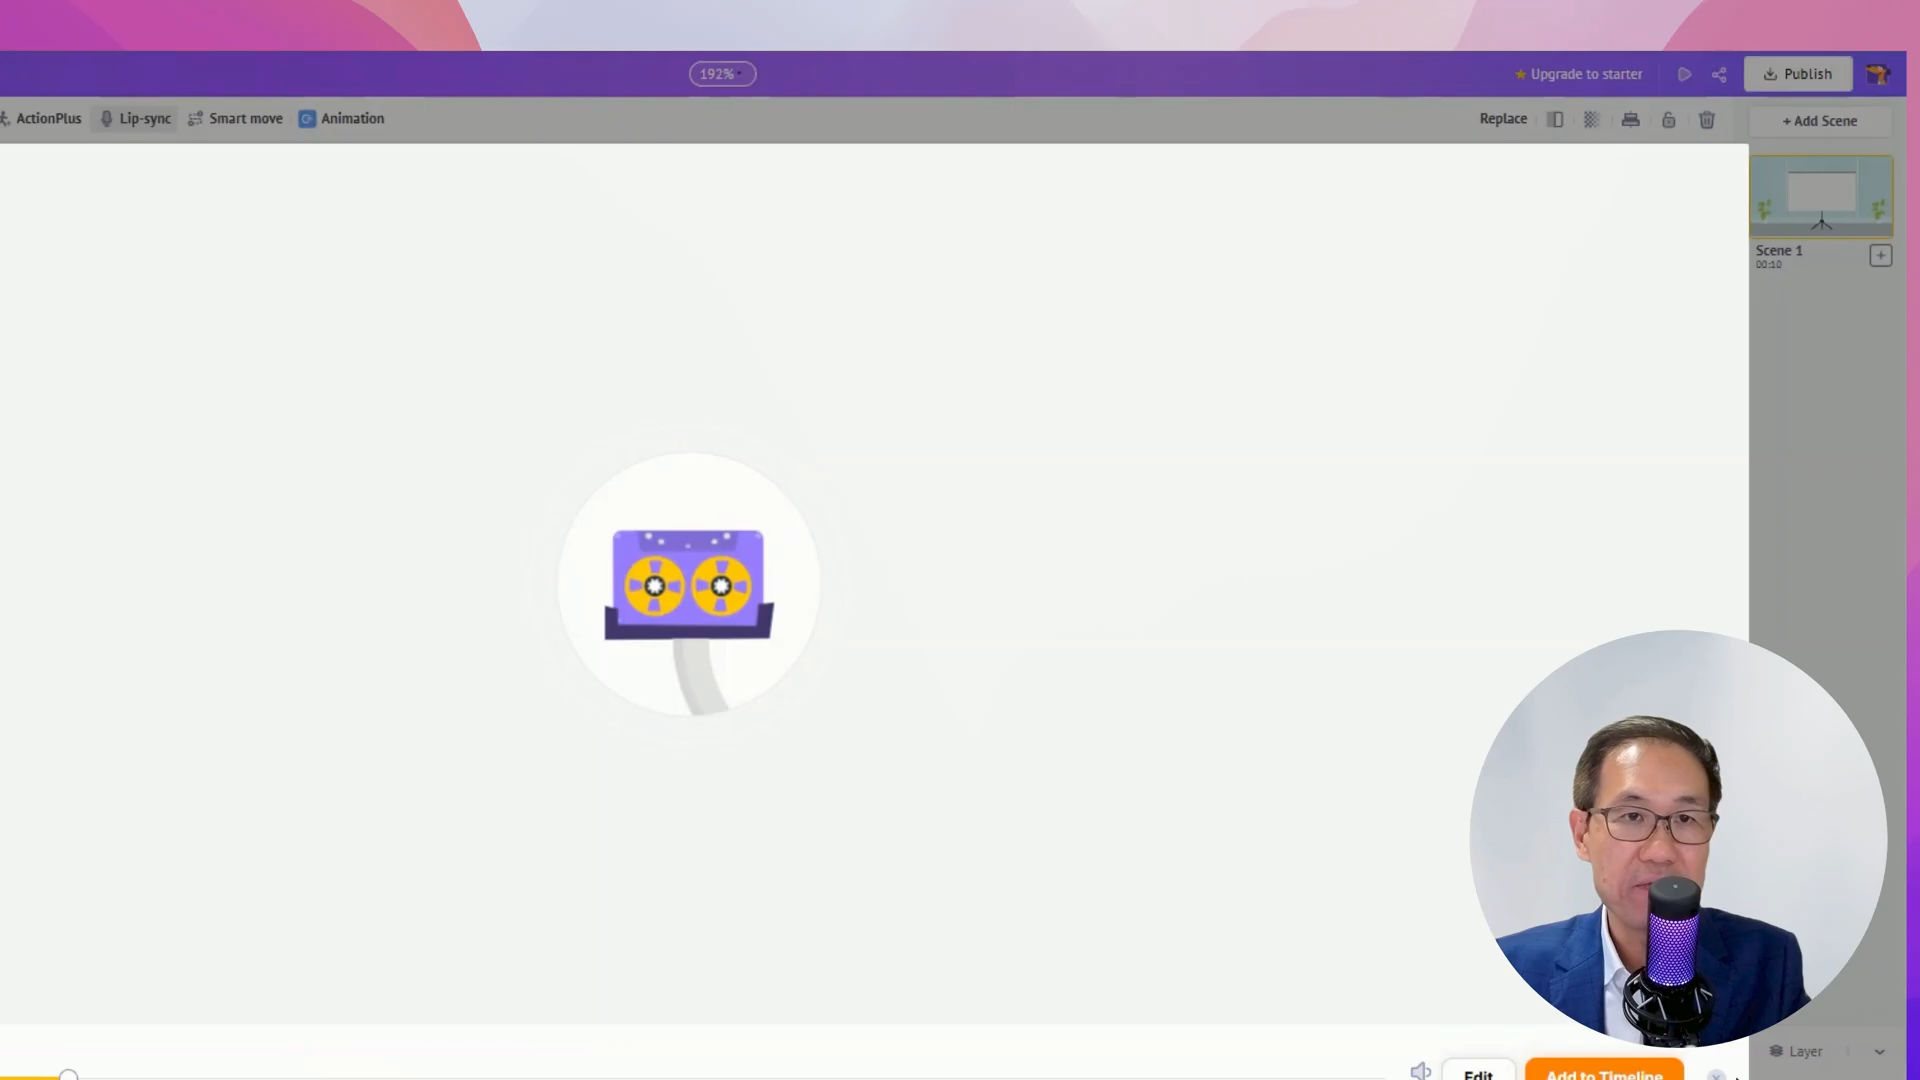 192%
Upgrade to starter
Publish
ActionPlus
Lip-sync
Smart move
Animation
Replace
+ Add Scene
Scene 1
00:10
Layer
Edit
Add to Timeline